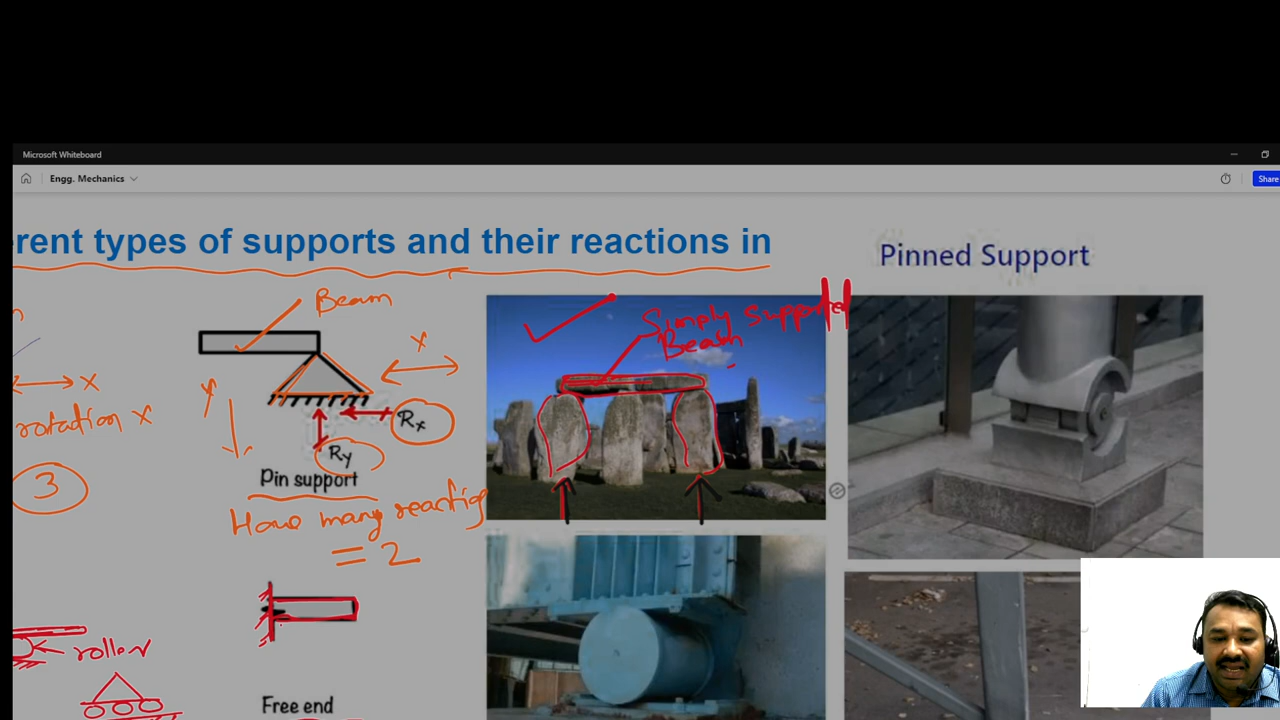 Microsoft Whiteboard
Engg. Mechanics
Share
rent types of supports and their reactions in
Pinned Support
Beam
Simply supported
Beam
x
x
y
rotation x
Rx
Ry
3
Pin support
How many
= 2
roller
Free end